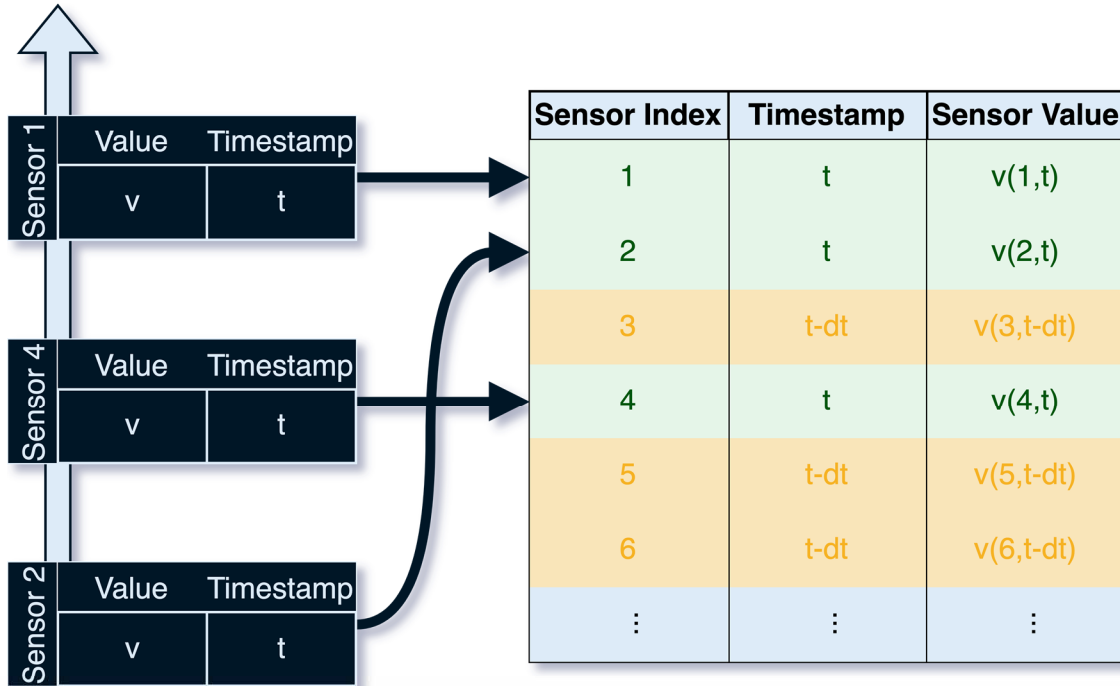 Sensor 1
Value Timestamp
v t
Sensor 4
Value Timestamp
v t
Sensor 2
Value Timestamp
v t
Sensor Index Timestamp Sensor Value
1 t v(1,t)
2 t v(2,t)
3 t-dt v(3,t-dt)
4 t v(4,t)
5 t-dt v(5,t-dt)
6 t-dt v(6,t-dt)
⋮ ⋮ ⋮